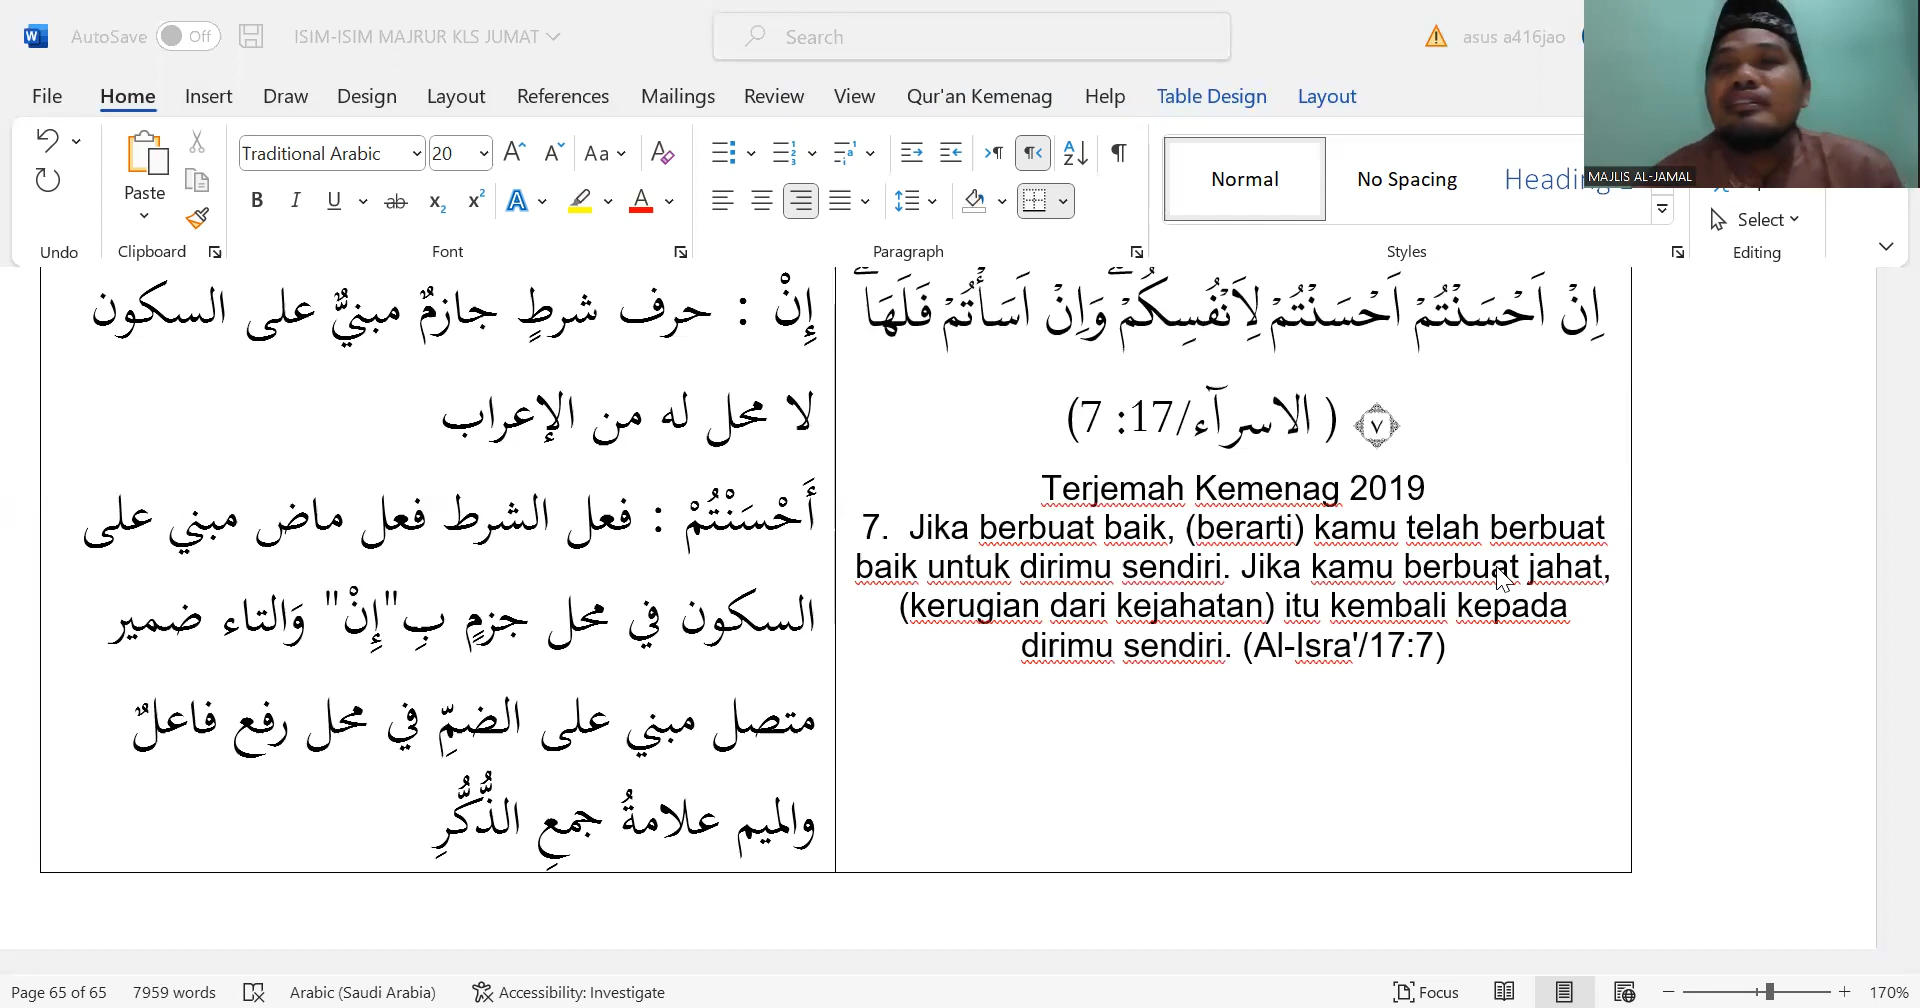 AutoSave Off ISIM-ISIM MAJRUR KLS JUMAT Search asus a416jao
File Home Insert Draw Design Layout References Mailings Review View Qur'an Kemenag Help Table Design Layout
MAJLIS AL-JAMAL
Traditional Arabic 20 Aa
Paste
B I U ab x₂ x² A A
Normal No Spacing Heading
Select
Undo Clipboard Font Paragraph Styles Editing
اِنْ اَحْسَنْتُمْ اَحْسَنْتُمْ لِاَنْفُسِكُمْۗ وَاِنْ اَسَأْتُمْ فَلَهَاۗ
٧ ( الاسرآء/17: 7)
Terjemah Kemenag 2019
7. Jika berbuat baik, (berarti) kamu telah berbuat
baik untuk dirimu sendiri. Jika kamu berbuat jahat,
(kerugian dari kejahatan) itu kembali kepada
dirimu sendiri. (Al-Isra'/17:7)
إِنْ : حرف شرطٍ جازمٌ مبنيٌّ على السكون
لا محل له من الإعراب
أَحْسَنْتُمْ : فعل الشرط فعل ماض مبني على
السكون في محل جزمٍ بِ"إِنْ" وَالتاء ضمير
متصل مبني على الضمِّ في محل رفع فاعلٌ
والميم علامةُ جمعِ الذُّكُّرِ
Page 65 of 65 7959 words Arabic (Saudi Arabia) Accessibility: Investigate Focus 170%